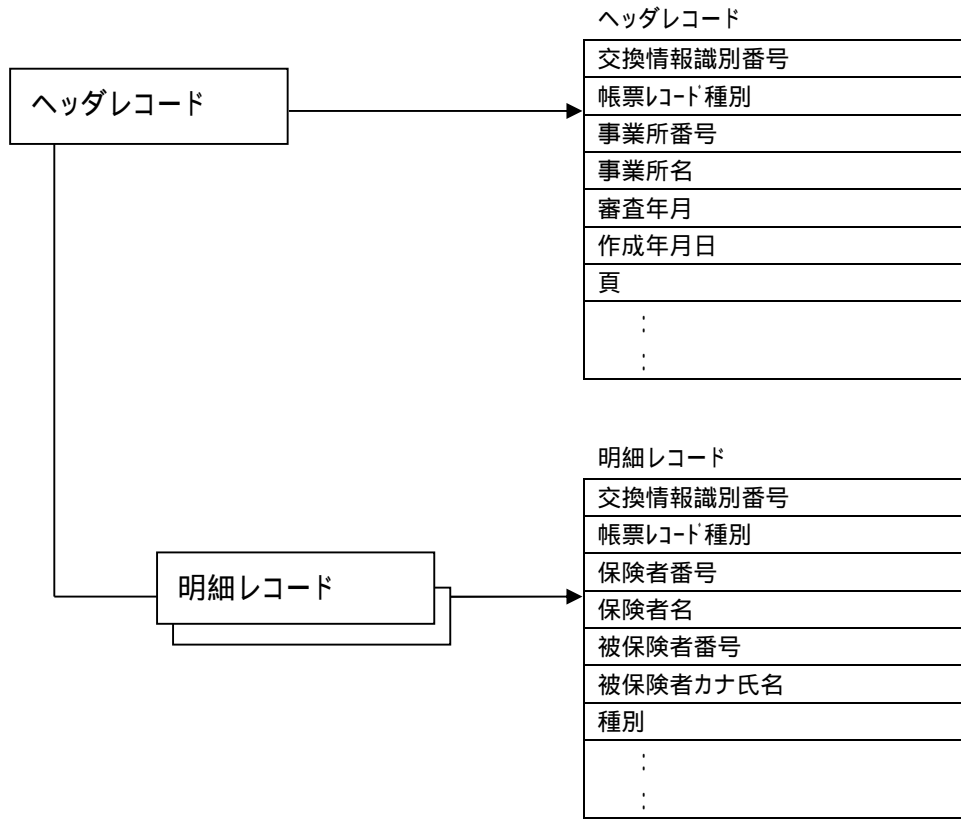 ヘッダレコード
ヘッダレコード
交換情報識別番号
帳票ﾚｺｰﾄﾞ種別
事業所番号
事業所名
審査年月
作成年月日
頁
:
:
明細レコード
明細レコード
交換情報識別番号
帳票ﾚｺｰﾄﾞ種別
保険者番号
保険者名
被保険者番号
被保険者カナ氏名
種別
:
: